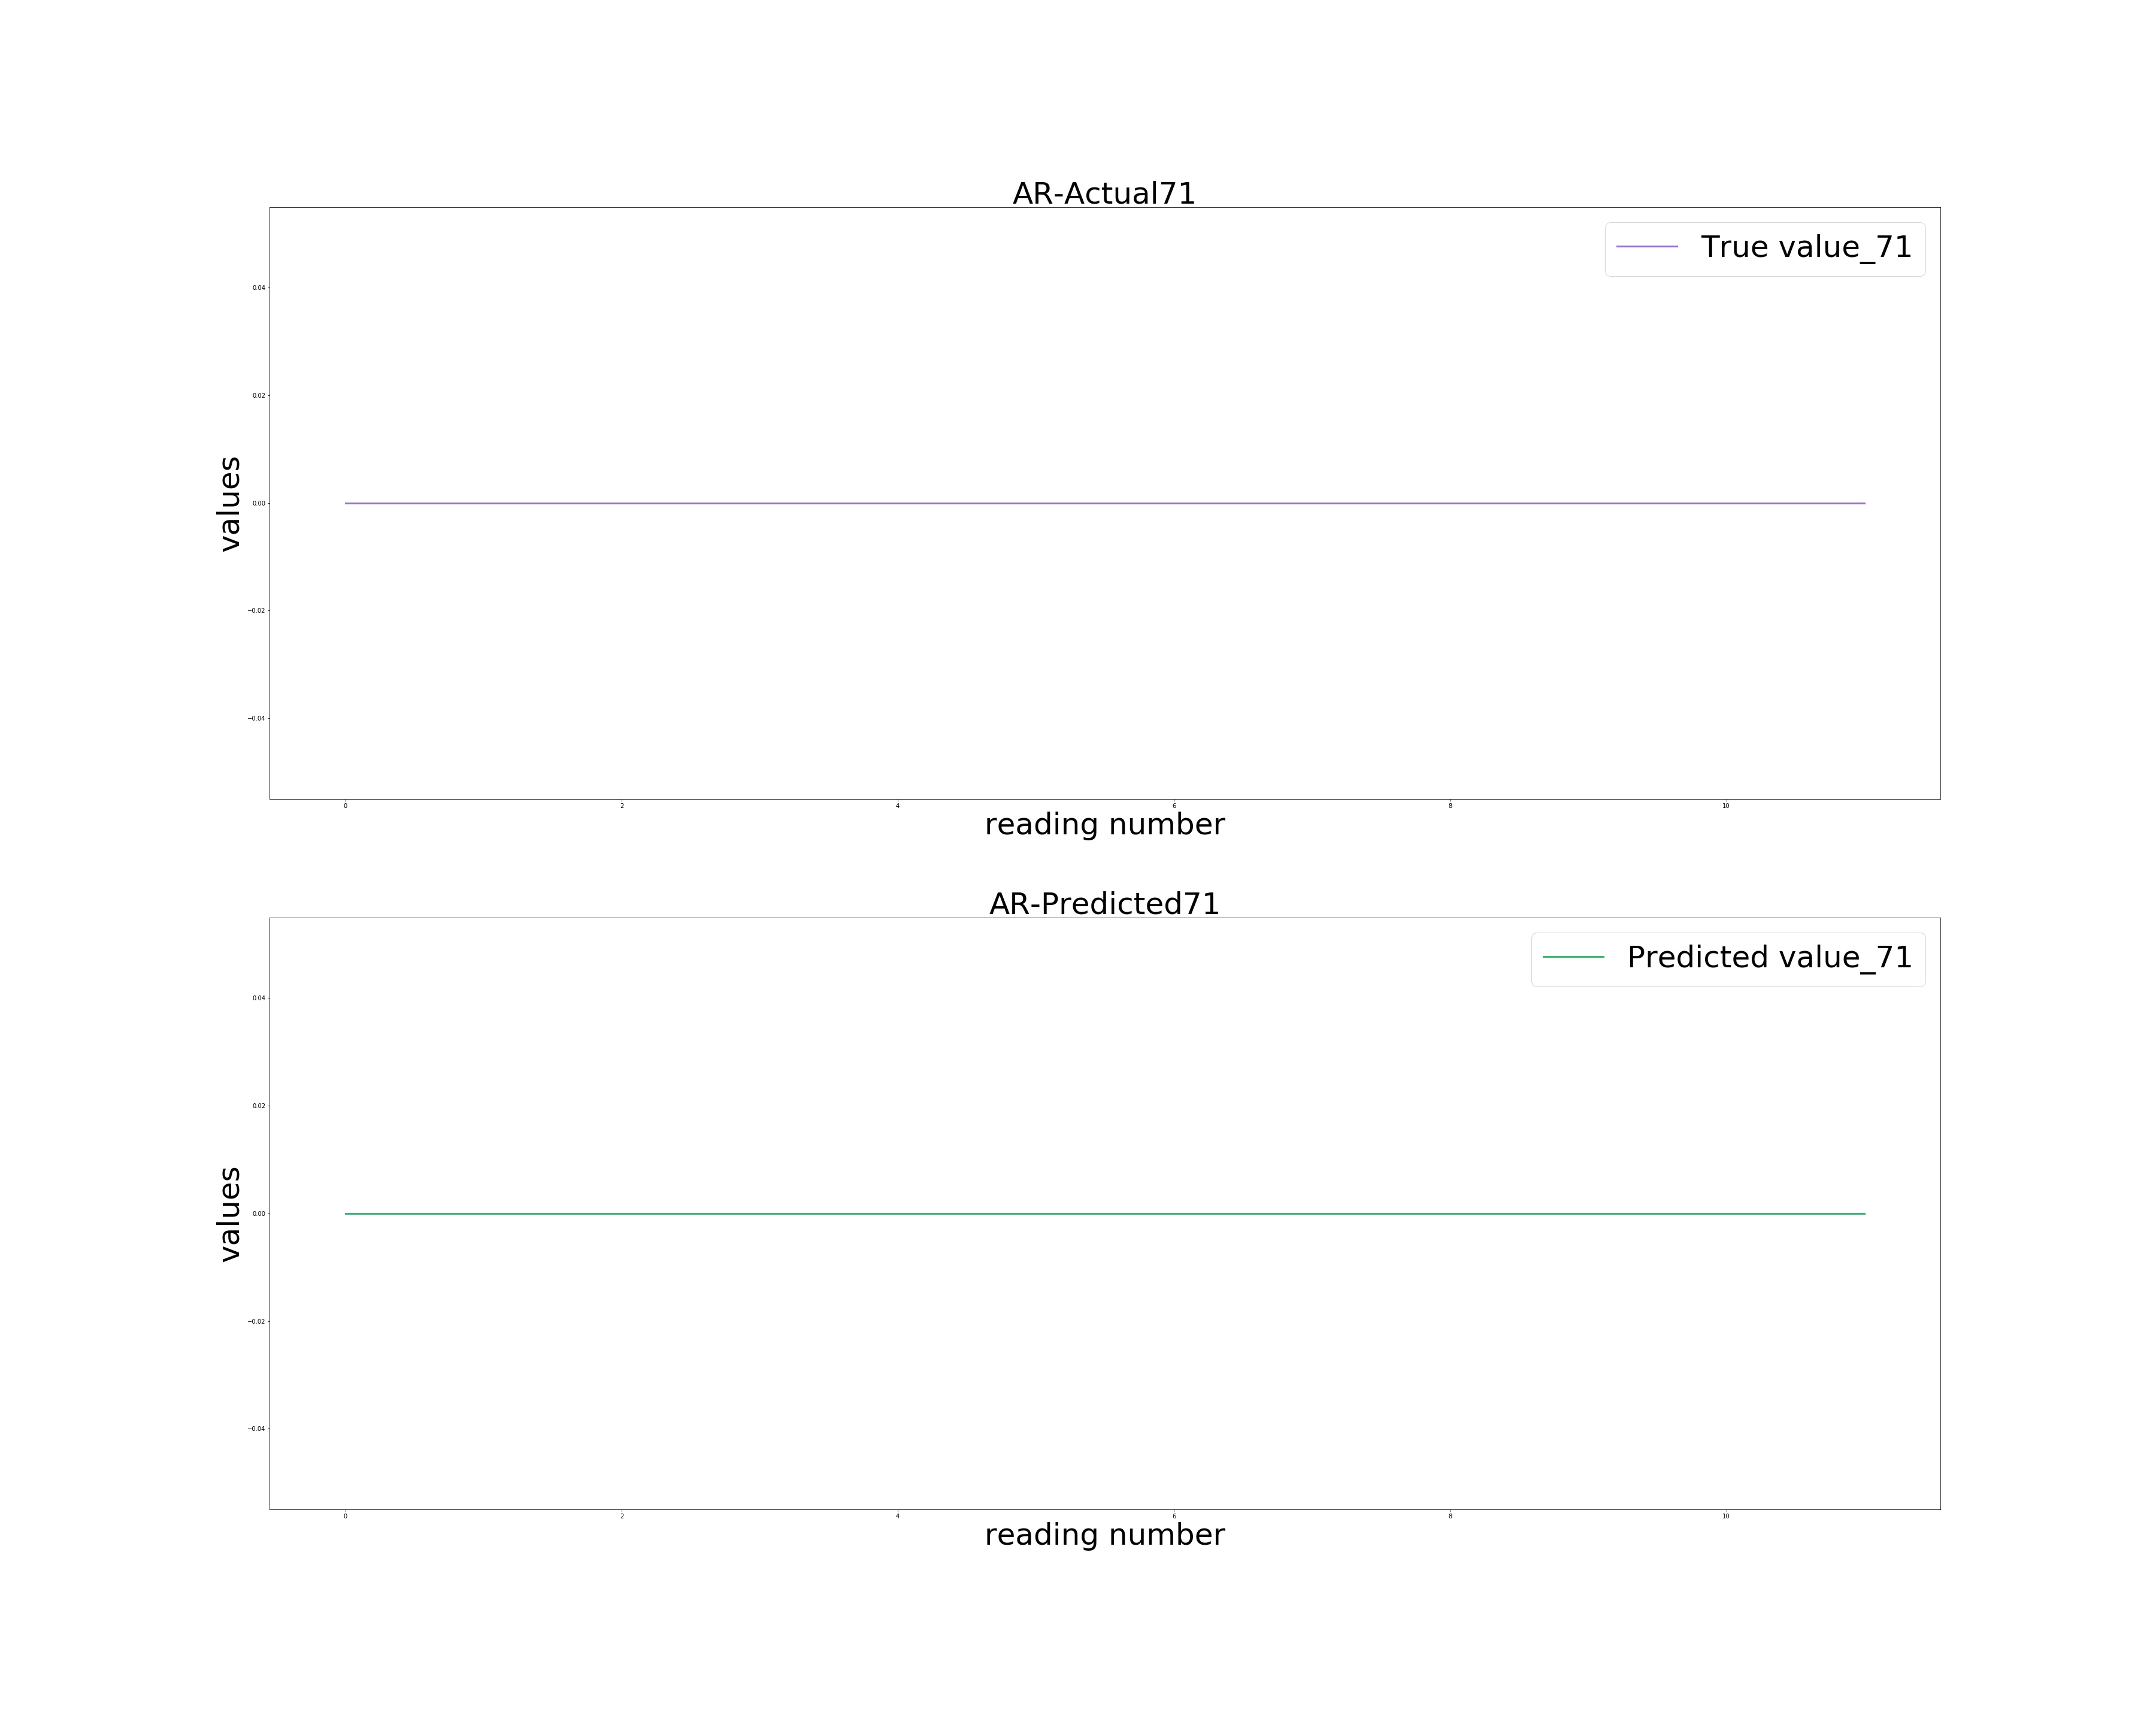 AR-Actual71
True value_71
0.04
0.02
0.00
−0.02
−0.04
values
0 2 4 6 8 10
reading number
AR-Predicted71
Predicted value_71
0.04
0.02
0.00
−0.02
−0.04
values
0 2 4 6 8 10
reading number